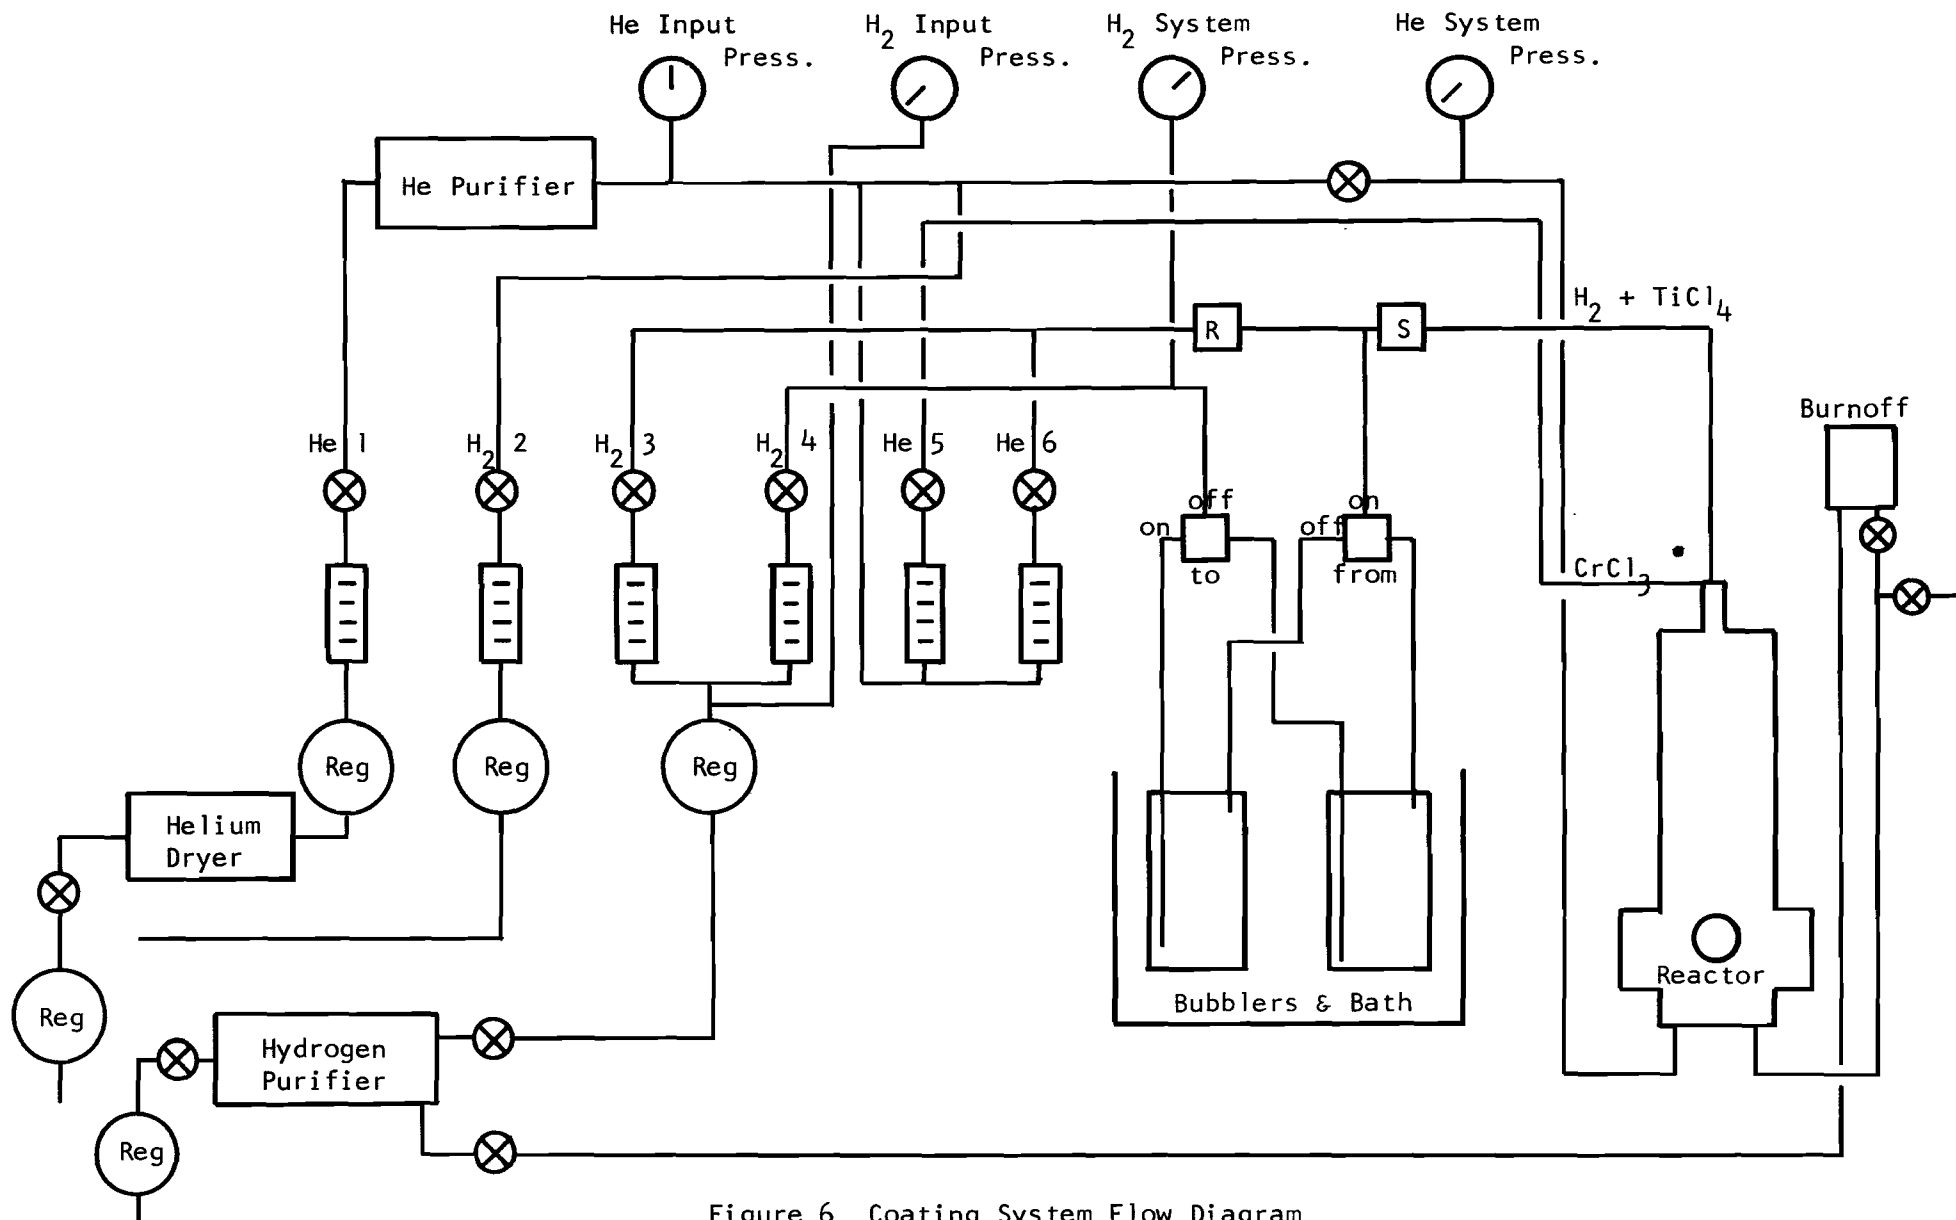 He Input
Press.
H2 Input
Press.
H2 System
Press.
He System
Press.
He Purifier
H2 + TiCl4
R
S
Burnoff
He 1
H2 2
H2 3
H2 4
He 5
He 6
off
on
to
on
off
from
CrCl3
Reg
Reg
Reg
Helium
Dryer
Reactor
Bubblers & Bath
Reg
Hydrogen
Purifier
Reg
Figure 6 Coating System Flow Diagram